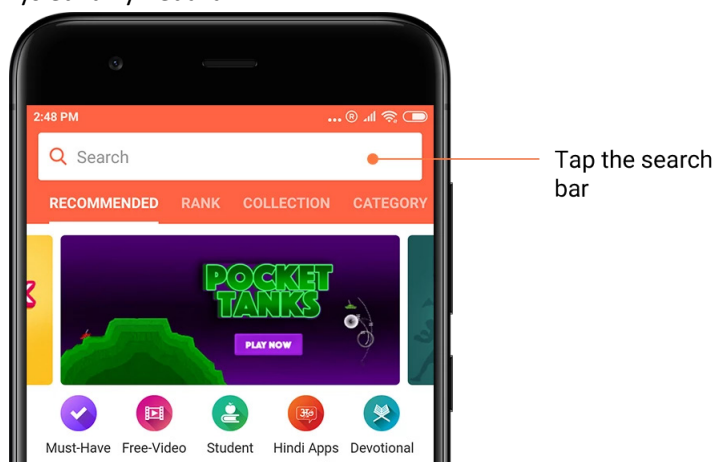 2:48 PM
Search
Tap the search
bar
RECOMMENDED RANK COLLECTION CATEGORY
POCKET
TANKS
PLAY NOW
Must-Have Free-Video Student Hindi Apps Devotional